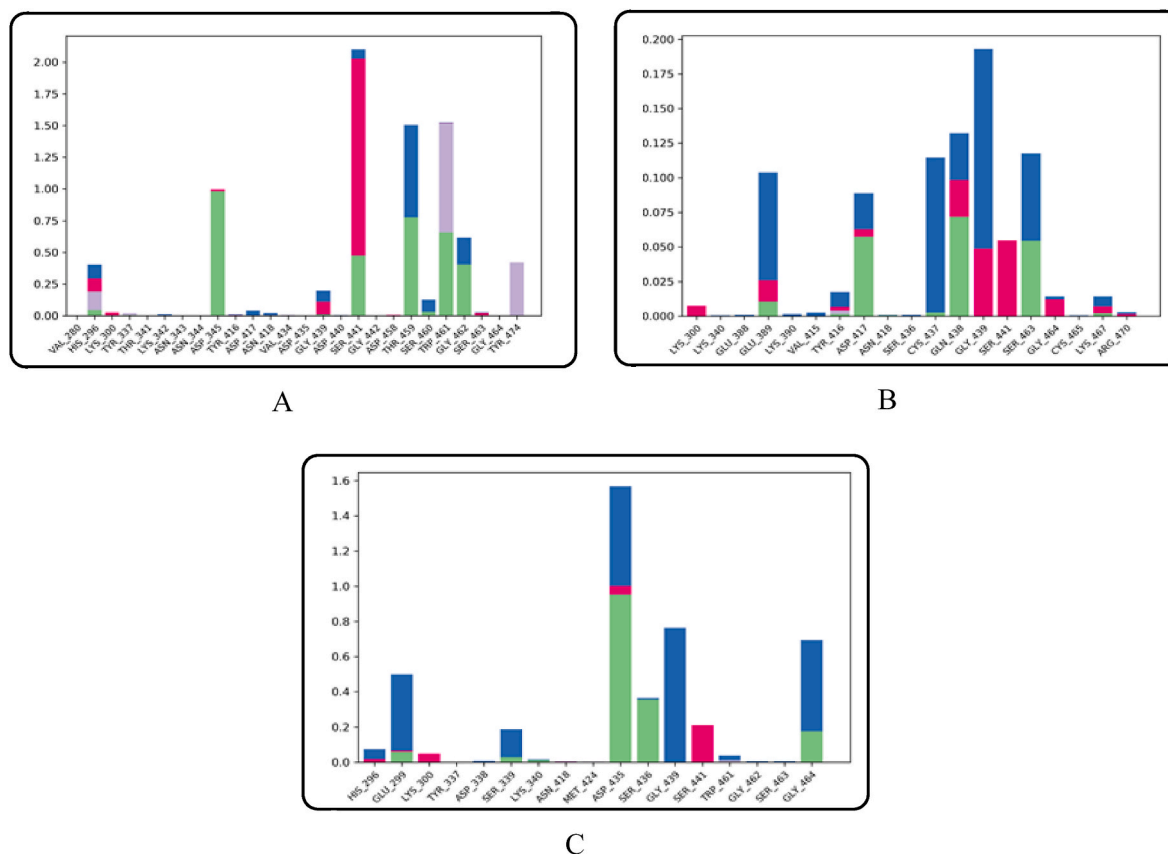 2.00
1.75
1.50
1.25
1.00
0.75
0.50
0.25
0.00
VAL_280
HIS_296
LYS_300
TYR_337
THR_341
LYS_342
ASN_343
ASN_344
ASP_345
TYR_416
ASP_417
ASN_418
VAL_434
ASP_435
GLY_439
ASP_440
SER_441
GLY_442
ASP_458
THR_459
SER_460
TRP_461
GLY_462
SER_463
GLY_464
TYR_474
A
0.200
0.175
0.150
0.125
0.100
0.075
0.050
0.025
0.000
LYS_300
LYS_340
GLU_388
GLU_389
LYS_390
VAL_415
TYR_416
ASP_417
ASN_418
SER_436
CYS_437
GLN_438
GLY_439
SER_441
SER_463
GLY_464
CYS_465
LYS_467
ARG_470
B
1.6
1.4
1.2
1.0
0.8
0.6
0.4
0.2
0.0
HIS_296
GLU_299
LYS_300
TYR_337
ASP_338
SER_339
LYS_340
ASN_418
MET_424
ASP_435
SER_436
GLY_439
SER_441
TRP_461
GLY_462
SER_463
GLY_464
C